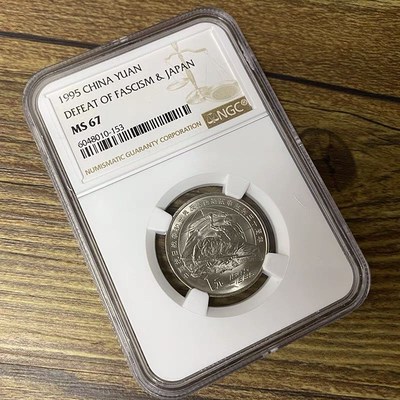 1995 CHINA YUAN
DEFEAT OF FASCISM & JAPAN
MS 67
6048010-153
NGC
NUMISMATIC GUARANTY CORPORATION